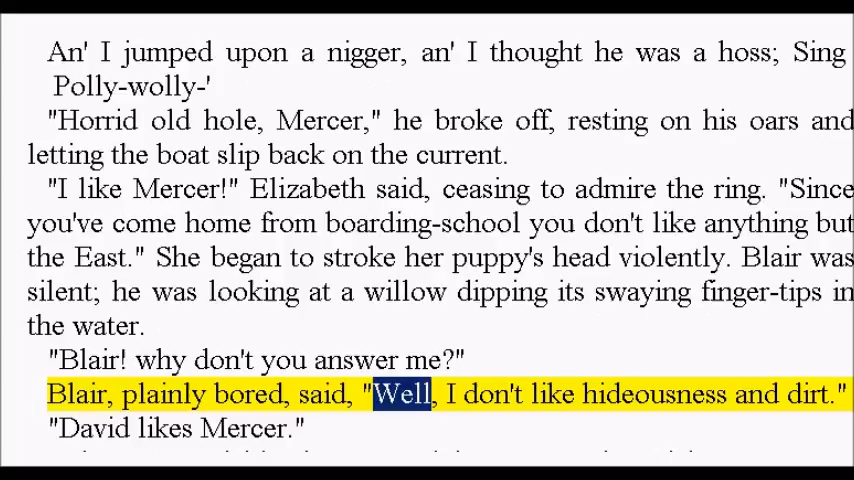 An' I jumped upon a nigger, an' I thought he was a hoss; Sing
Polly-wolly-'
"Horrid old hole, Mercer," he broke off, resting on his oars and
letting the boat slip back on the current.
"I like Mercer!" Elizabeth said, ceasing to admire the ring. "Since
you've come home from boarding-school you don't like anything but
the East." She began to stroke her puppy's head violently. Blair was
silent; he was looking at a willow dipping its swaying finger-tips in
the water.
"Blair! why don't you answer me?"
Blair, plainly bored, said, "Well, I don't like hideousness and dirt."
"David likes Mercer."